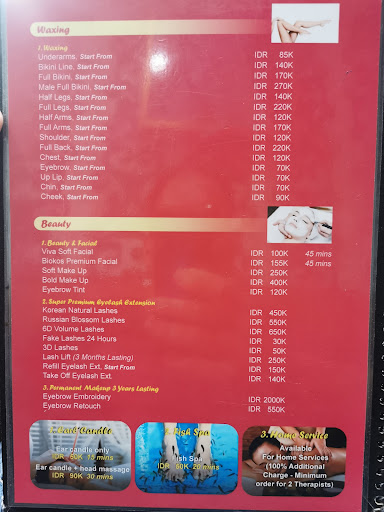 Waxing
1. Waxing
Underarms, Start From IDR 85K
Bikini Line, Start From IDR 140K
Full Bikini, Start From IDR 170K
Male Full Bikini, Start From IDR 270K
Half Legs, Start From IDR 140K
Full Legs, Start From IDR 220K
Half Arms, Start From IDR 120K
Full Arms, Start From IDR 170K
Shoulder, Start From IDR 120K
Full Back, Start From IDR 220K
Chest, Start From IDR 120K
Eyebrow, Start From IDR 70K
Up Lip, Start From IDR 70K
Chin, Start From IDR 70K
Cheek, Start From IDR 90K
Beauty
1. Beauty & Facial
Viva Soft Facial IDR 100K 45 mins
Biokos Premium Facial IDR 155K 45 mins
Soft Make Up IDR 250K
Bold Make Up IDR 400K
Eyebrow Tint IDR 120K
2. Super Premium Eyelash Extension
Korean Natural Lashes IDR 450K
Russian Blossom Lashes IDR 550K
6D Volume Lashes IDR 650K
Fake Lashes 24 Hours IDR 30K
3D Lashes IDR 50K
Lash Lift (3 Months Lasting) IDR 250K
Refill Eyelash Ext. Start From IDR 150K
Take Off Eyelash Ext. IDR 140K
3. Permanent Makeup 3 Years Lasting
Eyebrow Embroidery IDR 2000K
Eyebrow Retouch IDR 550K
1. Ear Candle
Ear candle only
IDR 50K 15 mins
Ear candle + head massage
IDR 90K 30 mins
Fish Spa
Fish Spa
IDR 60K 20 mins
3. Home Service
Available
For Home Services
(100% Additional
Charge - Minimum
order for 2 Therapists)